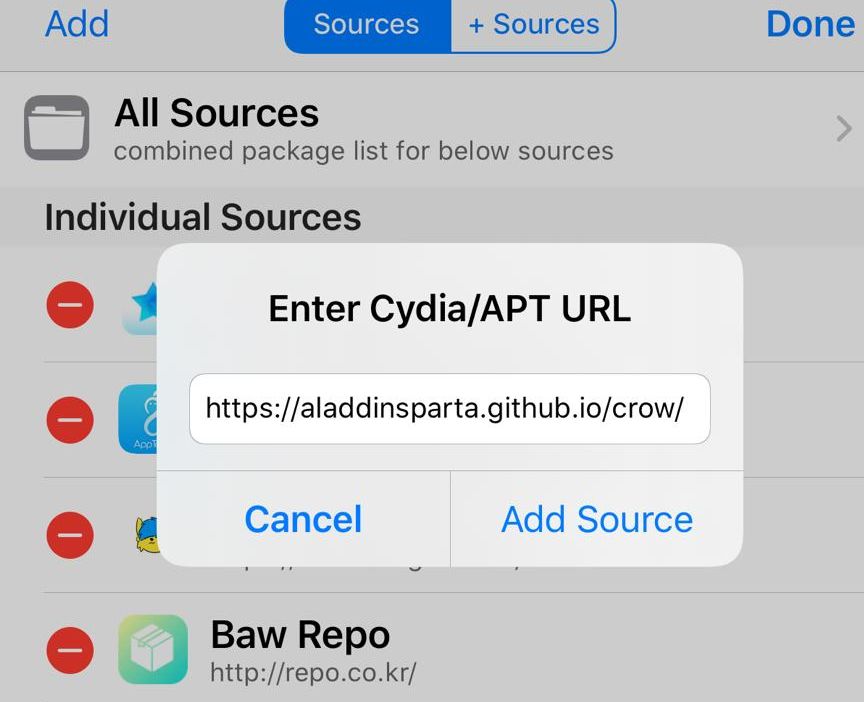 Add
Sources
+ Sources
Done
All Sources
combined package list for below sources
Individual Sources
Enter Cydia/APT URL
https://aladdinsparta.github.io/crow/
Cancel
Add Source
Baw Repo
http://repo.co.kr/